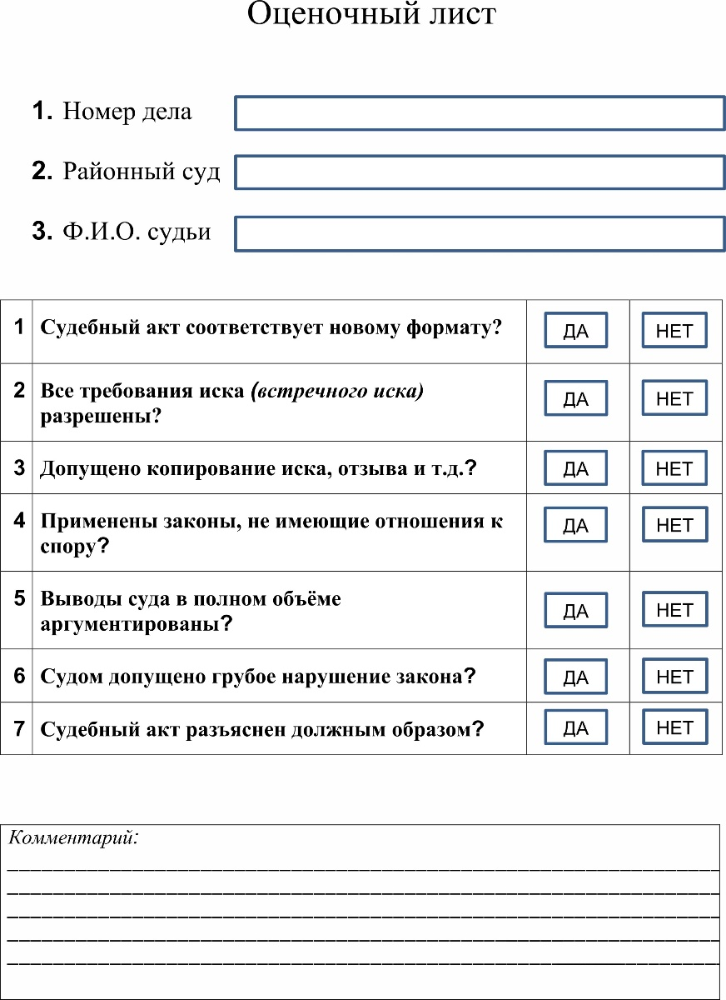 Оценочный лист
1. Номер дела
2. Районный суд
3. Ф.И.О. судьи
1 Судебный акт соответствует новому формату? ДА НЕТ
2 Все требования иска (встречного иска) ДА НЕТ
разрешены?
3 Допущено копирование иска, отзыва и т.д.? ДА НЕТ
4 Применены законы, не имеющие отношения к ДА НЕТ
спору?
5 Выводы суда в полном объёме ДА НЕТ
аргументированы?
6 Судом допущено грубое нарушение закона? ДА НЕТ
7 Судебный акт разъяснен должным образом? ДА НЕТ
Комментарий: